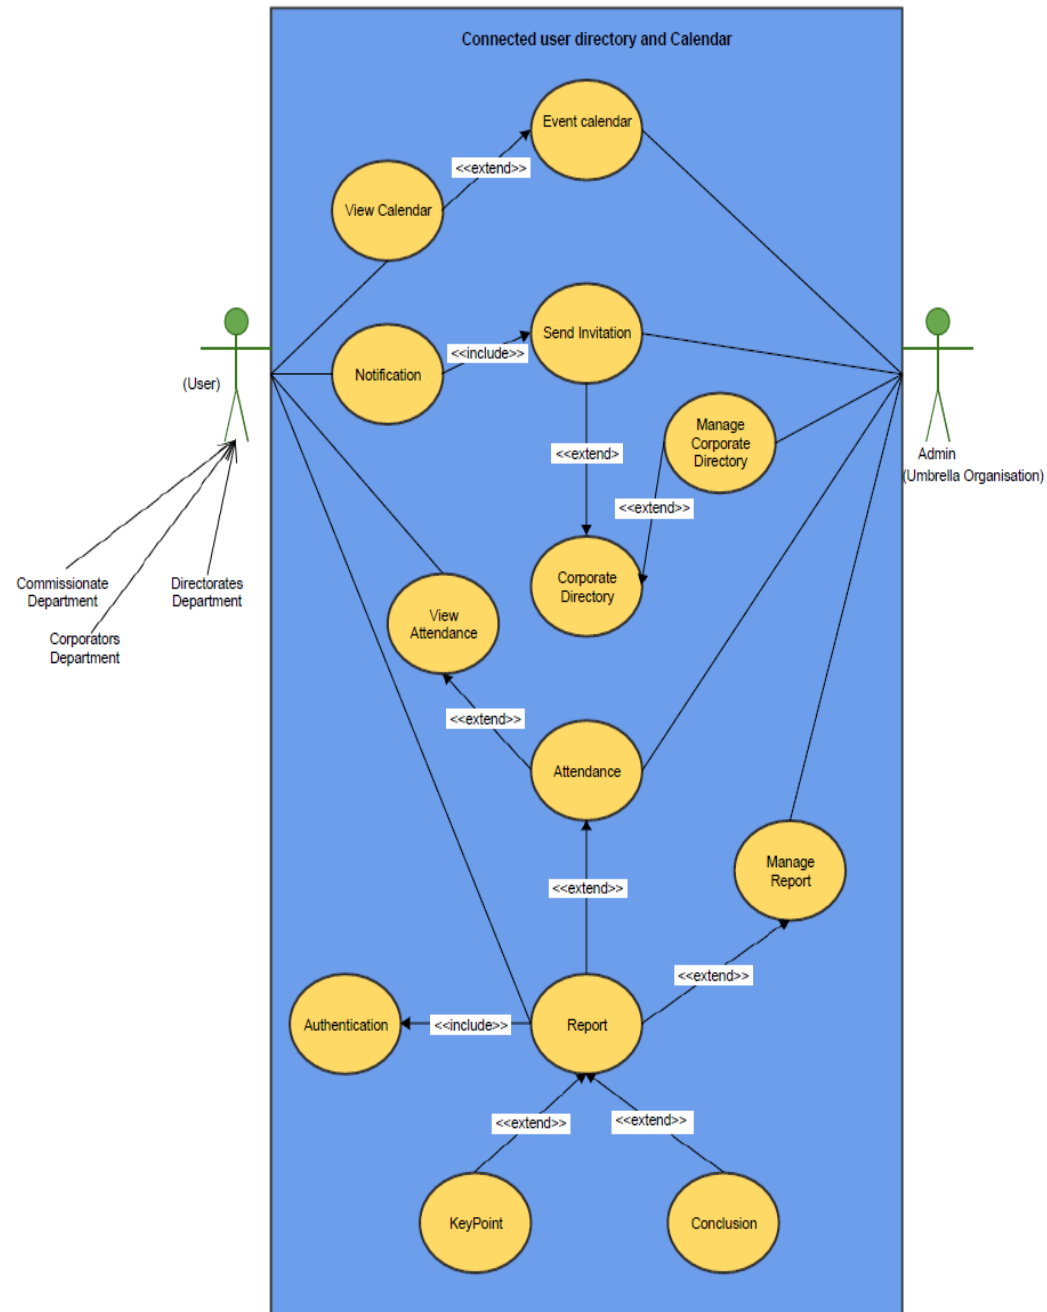 Connected user directory and Calendar
Event calendar
<<extend>>
View Calendar
Send Invitation
<<include>>
Notification
(User)
Manage
Corporate
Directory
<<extend>
Admin
(Umbrella Organisation)
<<extend>>
Commissionate
Department
Directorates
Department
Corporate
Directory
Corporators
Department
View
Attendance
<<extend>>
Attendance
Manage
Report
<<extend>>
<<extend>>
Authentication
<<include>>
Report
<<extend>>
<<extend>>
KeyPoint
Conclusion